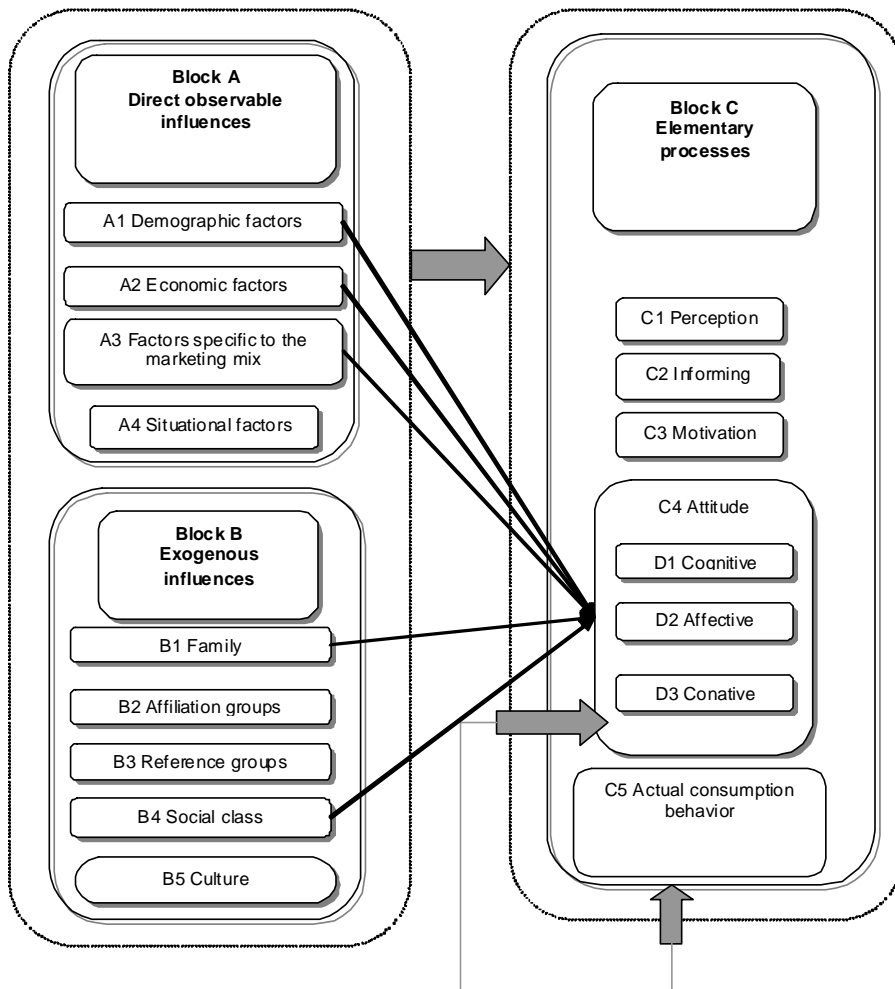 Block A
Direct observable
influences
A1 Demographic factors
A2 Economic factors
A3 Factors specific to the
marketing mix
A4 Situational factors
Block B
Exogenous
influences
B1 Family
B2 Affiliation groups
B3 Reference groups
B4 Social class
B5 Culture
Block C
Elementary
processes
C1 Perception
C2 Informing
C3 Motivation
C4 Attitude
D1 Cognitive
D2 Affective
D3 Conative
C5 Actual consumption
behavior